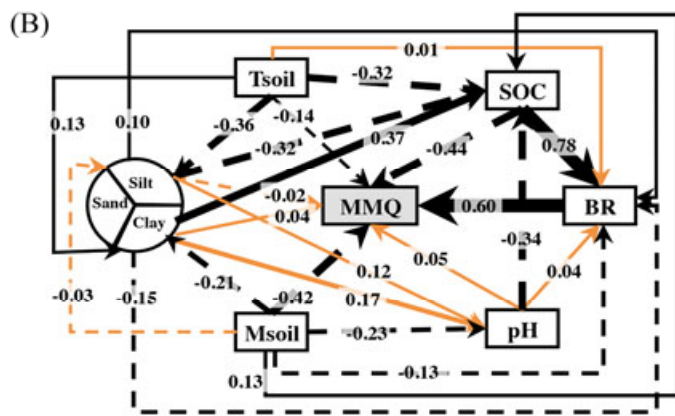 (B)
0.01
Tsoil
-0.32
SOC
0.13
0.10
-0.36
-0.14
-0.32
0.37
-0.44
0.78
Silt
Sand
Clay
-0.02
0.04
MMQ
0.60
BR
-0.34
-0.03
-0.15
-0.21
-0.42
0.12
0.17
0.05
0.04
Msoil
-0.23
pH
0.13
-0.13